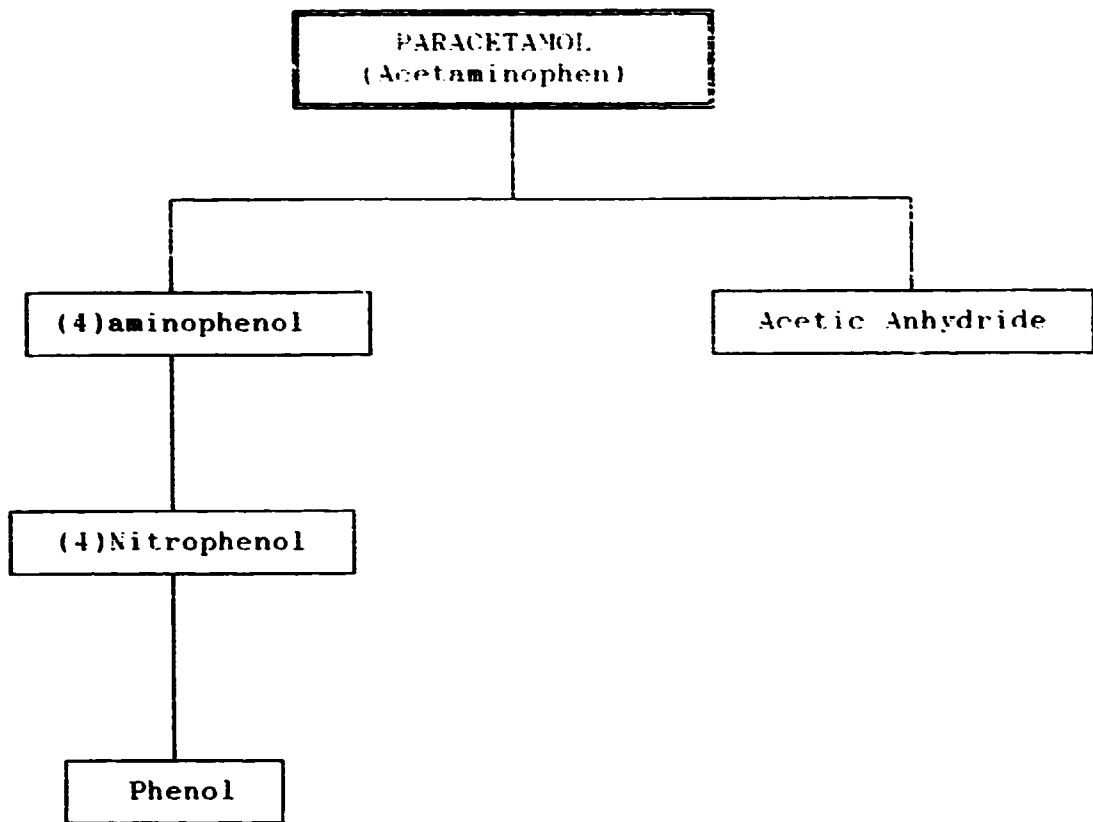 PARACETAMOL
(Acetaminophen)
(4)aminophenol
Acetic Anhydride
(4)Nitrophenol
Phenol